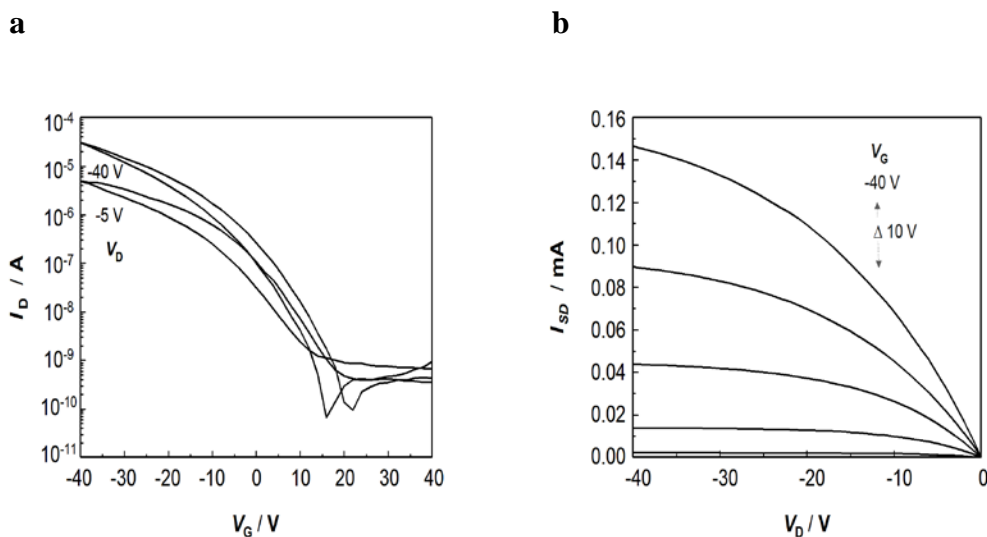 a
b
10⁻⁴
10⁻⁵
10⁻⁶
10⁻⁷
10⁻⁸
10⁻⁹
10⁻¹⁰
10⁻¹¹
I_D / A
-40 V
-5 V
V_D
-40 -30 -20 -10 0 10 20 30 40
V_G / V
0.16
0.14
0.12
0.10
0.08
0.06
0.04
0.02
0.00
I_SD / mA
V_G
-40 V
Δ 10 V
-40 -30 -20 -10 0
V_D / V